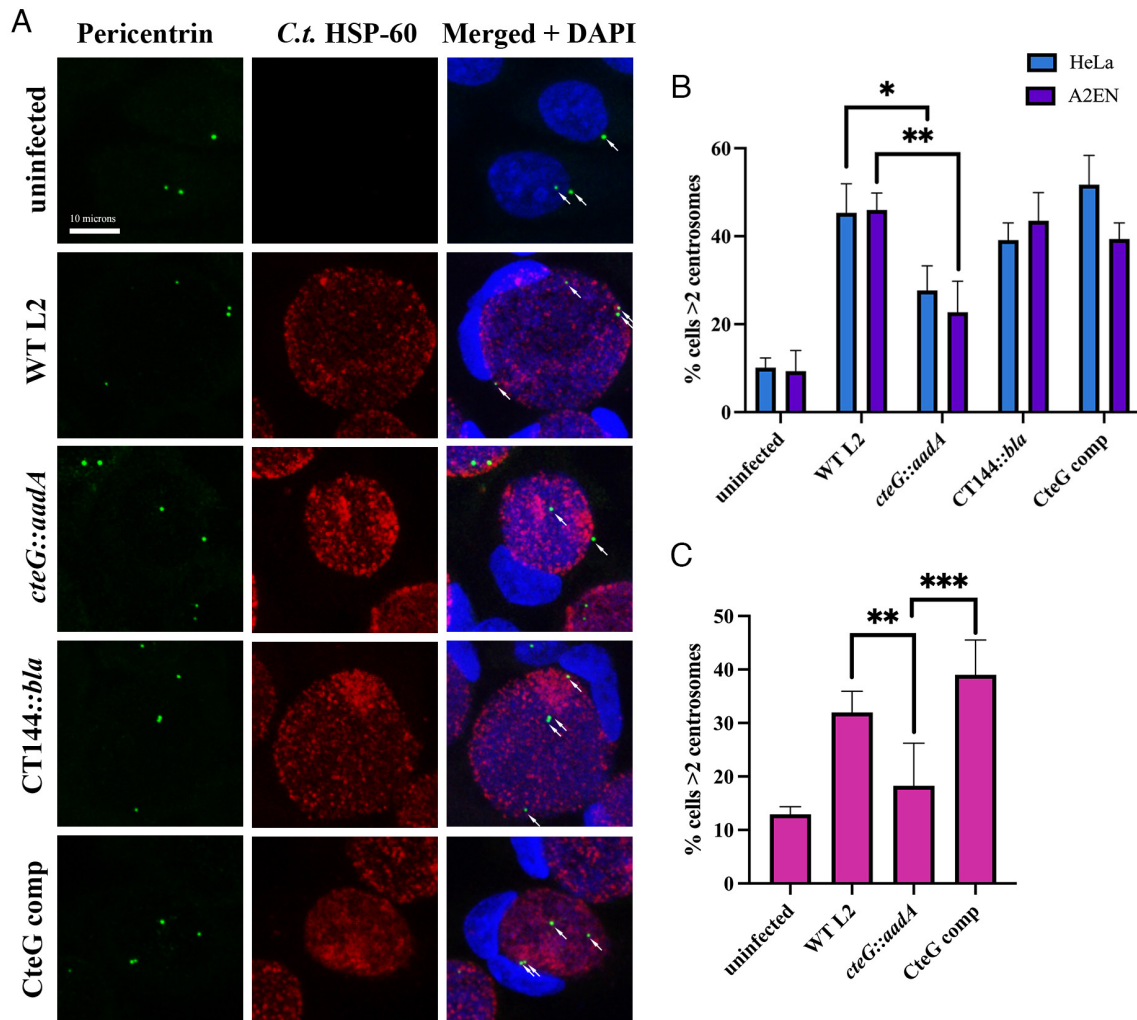 A
Pericentrin
C.t. HSP-60
Merged + DAPI
uninfected
10 microns
WT L2
cteG::aadA
CT144::bla
CteG comp
B
HeLa
A2EN
*
**
% cells >2 centrosomes
60
40
20
0
uninfected
WT L2
cteG::aadA
CT144::bla
CteG comp
C
**
***
% cells >2 centrosomes
50
40
30
20
10
0
uninfected
WT L2
cteG::aadA
CteG comp